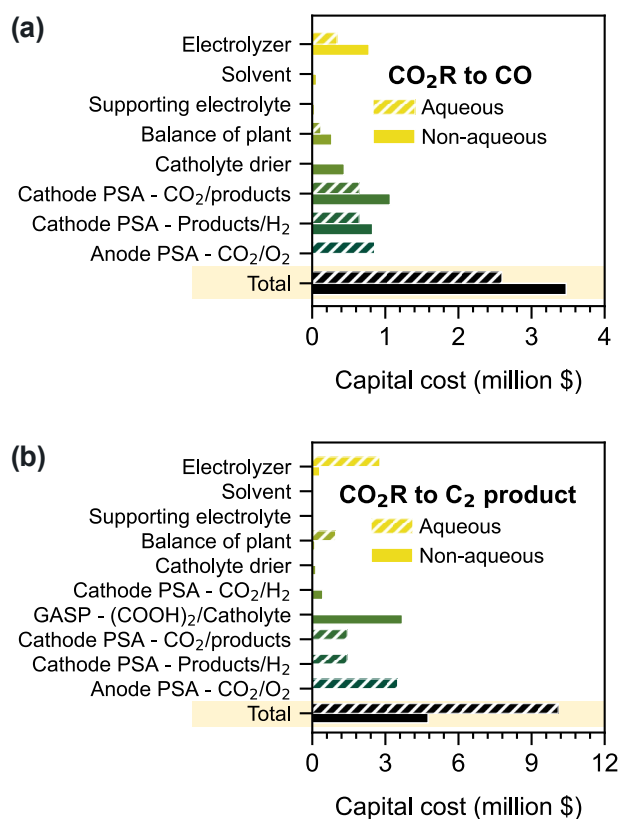 (a)
CO₂R to CO
Aqueous
Non-aqueous
Electrolyzer
Solvent
Supporting electrolyte
Balance of plant
Catholyte drier
Cathode PSA - CO₂/products
Cathode PSA - Products/H₂
Anode PSA - CO₂/O₂
Total
0 1 2 3 4
Capital cost (million $)
(b)
CO₂R to C₂ product
Aqueous
Non-aqueous
Electrolyzer
Solvent
Supporting electrolyte
Balance of plant
Catholyte drier
Cathode PSA - CO₂/H₂
GASP - (COOH)₂/Catholyte
Cathode PSA - CO₂/products
Cathode PSA - Products/H₂
Anode PSA - CO₂/O₂
Total
0 3 6 9 12
Capital cost (million $)